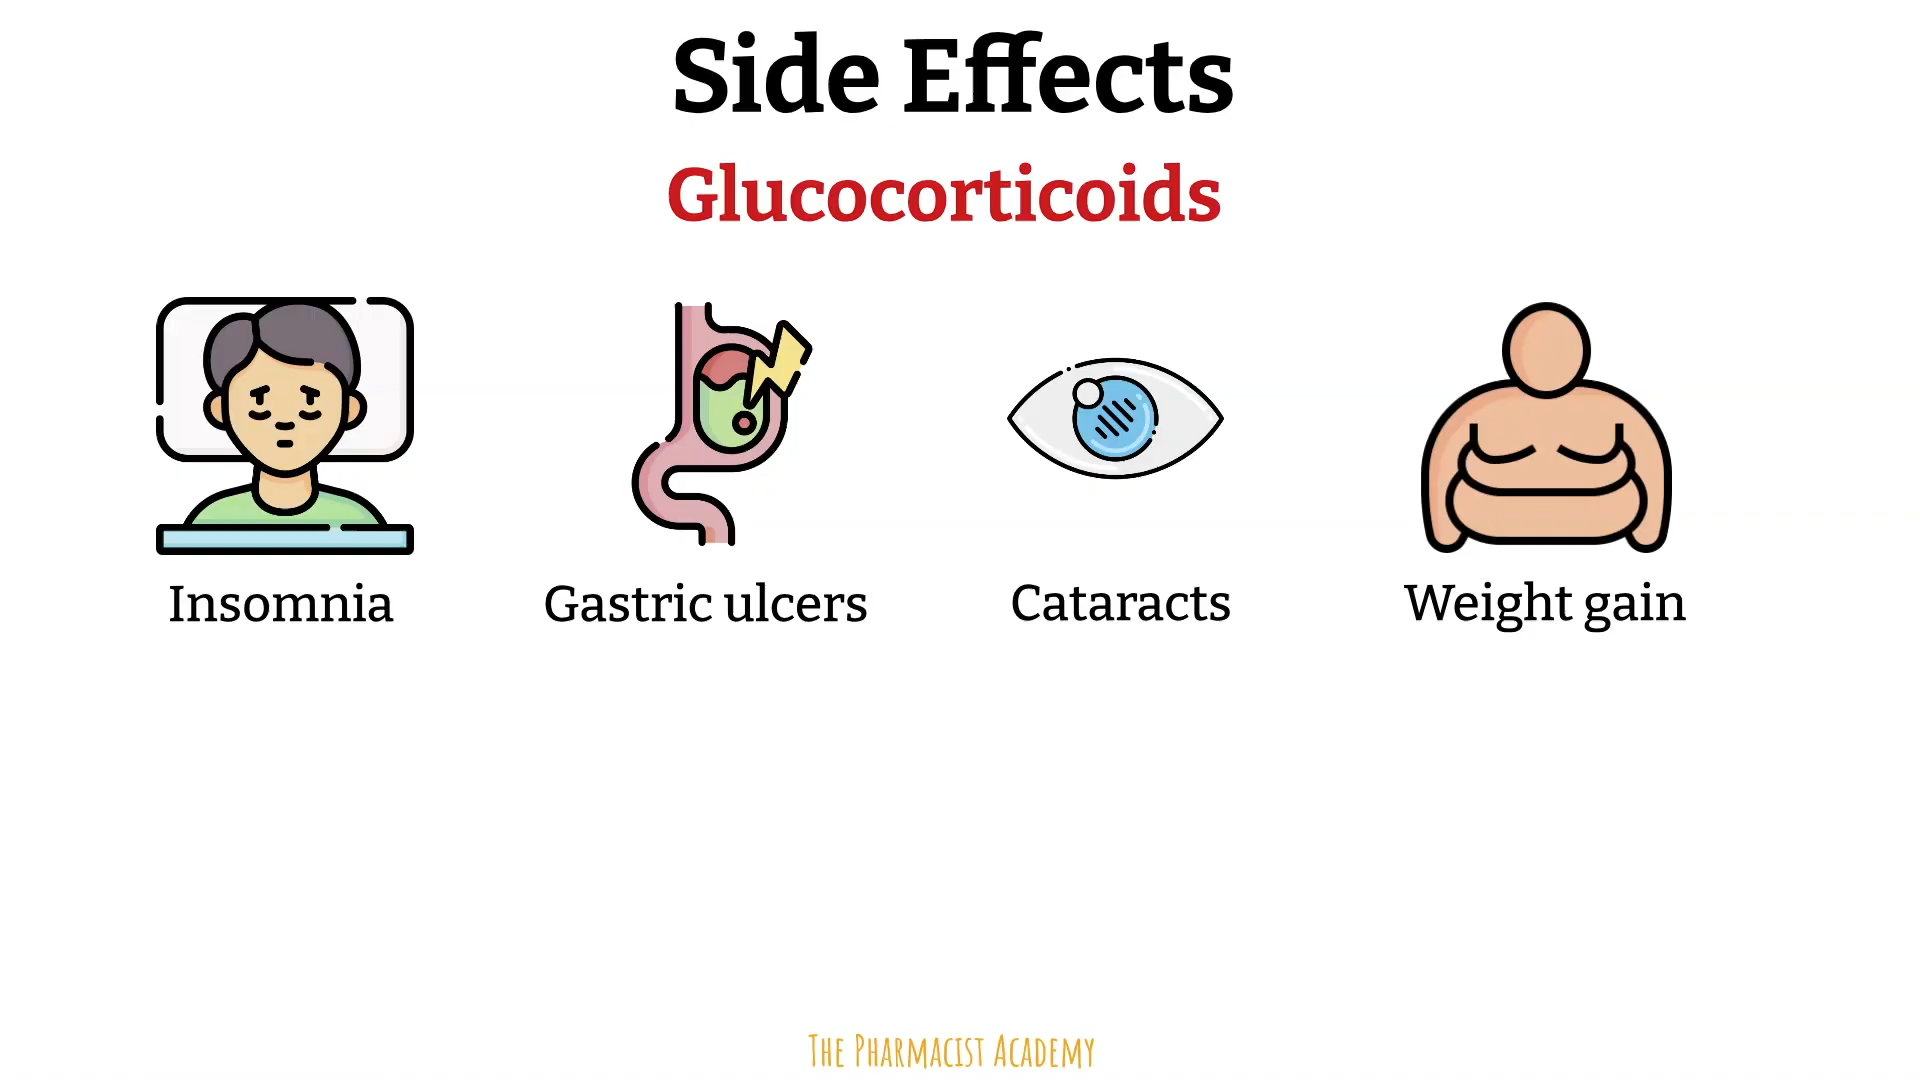 Side Effects
Glucocorticoids
Insomnia
Gastric ulcers
Cataracts
Weight gain
The Pharmacist Academy